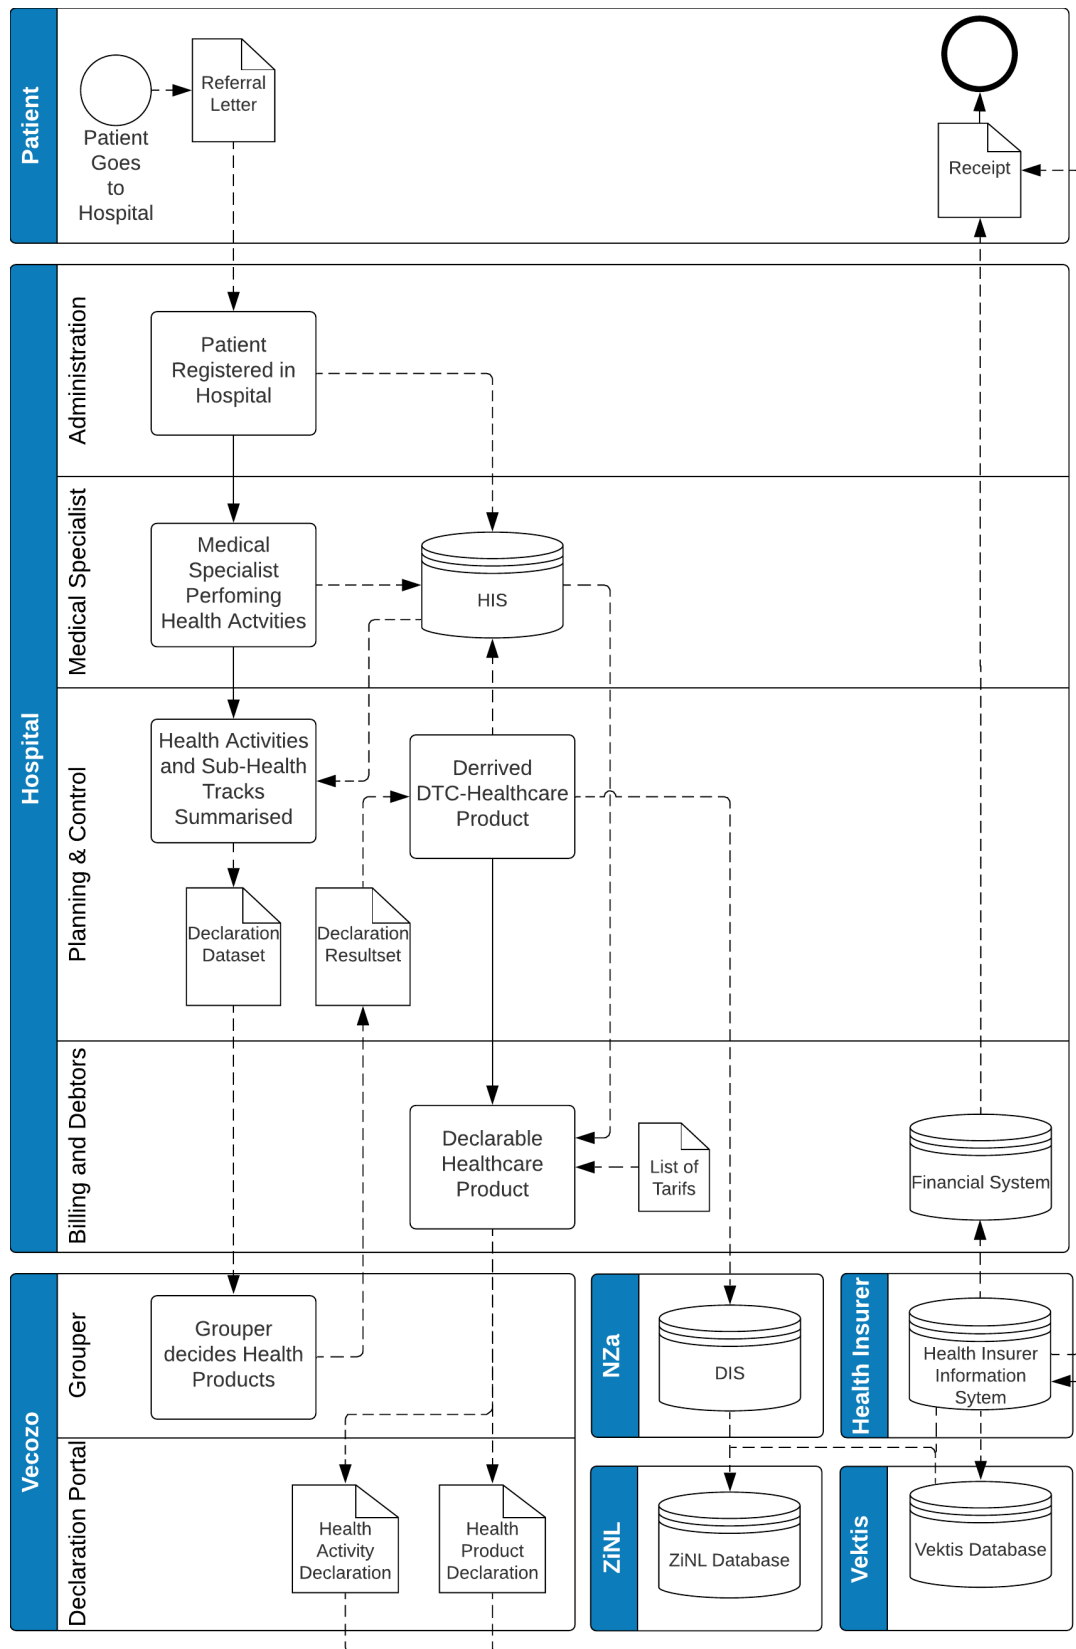 Patient
Patient
Goes
to
Hospital
Referral
Letter
Receipt
Hospital
Administration
Patient
Registered in
Hospital
Medical Specialist
Medical
Specialist
Perfoming
Health Actvities
HIS
Planning & Control
Health Activities
and Sub-Health
Tracks
Summarised
Derrived
DTC-Healthcare
Product
Declaration
Dataset
Declaration
Resultset
Billing and Debtors
Declarable
Healthcare
Product
List of
Tarifs
Financial System
Vecozo
Grouper
Grouper
decides Health
Products
NZa
DIS
Health Insurer
Health Insurer
Information
Sytem
Declaration Portal
Health
Activity
Declaration
Health
Product
Declaration
ZiNL
ZiNL Database
Vektis
Vektis Database